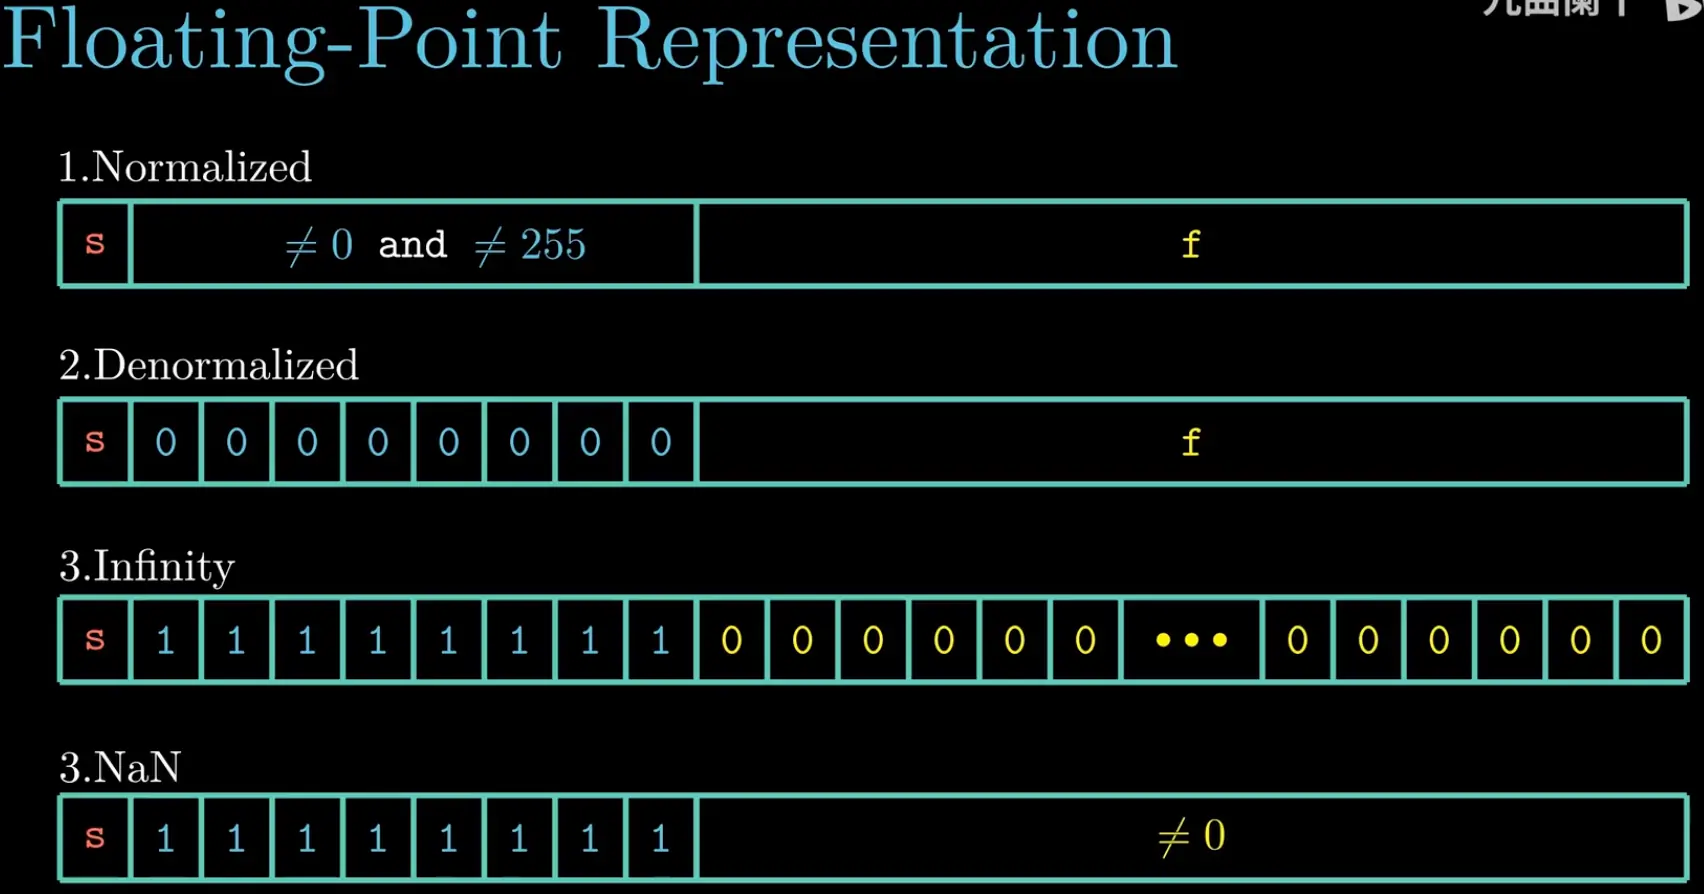 Floating-Point Representation
1.Normalized
s ≠ 0 and ≠ 255 f
2.Denormalized
s 0 0 0 0 0 0 0 0 f
3.Infinity
s 1 1 1 1 1 1 1 1 0 0 0 0 0 0 ••• 0 0 0 0 0 0
3.NaN
s 1 1 1 1 1 1 1 1 ≠ 0